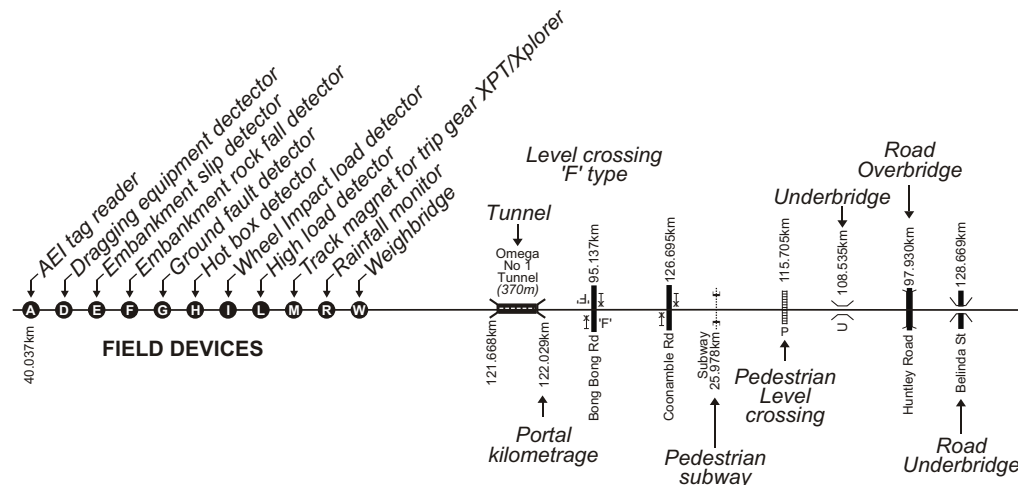 AEI tag reader
Dragging equipment dectector
Embankment slip detector
Embankment rock fall detector
Ground fault detector
Hot box detector
Wheel Impact load detector
High load detector
Track magnet for trip gear XPT/Xplorer
Rainfall monitor
Weighbridge
A D E F G H I L M R W
40.037km
FIELD DEVICES
Tunnel
Omega
No 1
Tunnel
(370m)
121.668km
122.029km
Portal
kilometrage
Level crossing
'F' type
95.137km
'F'
'F'
Bong Bong Rd
126.695km
Coonamble Rd
Subway
25.978km
Pedestrian
subway
115.705km
P
Pedestrian
Level
crossing
Underbridge
108.535km
U
Road
Overbridge
97.930km
Huntley Road
128.669km
Belinda St
Road
Underbridge